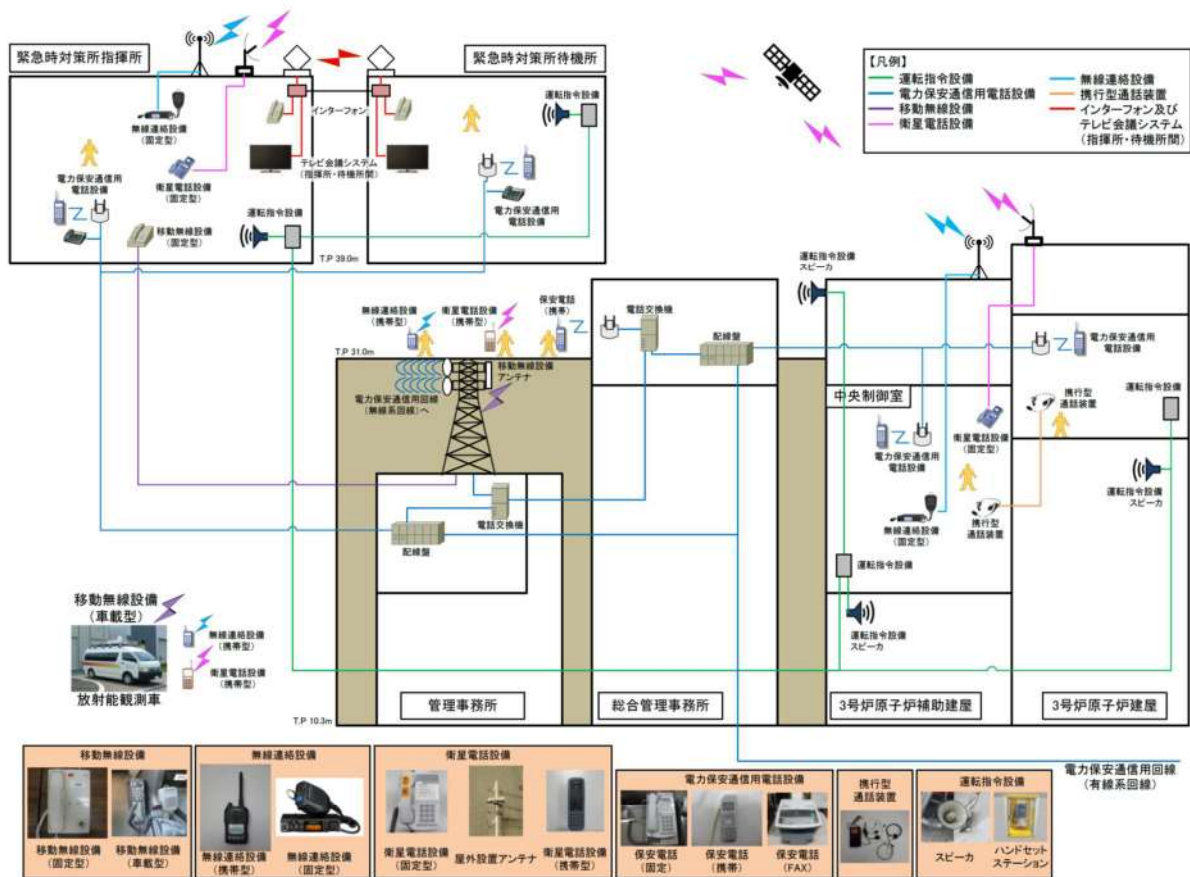 緊急時対策所指揮所
緊急時対策所待機所
【凡例】
運転指令設備
電力保安通信用電話設備
移動無線設備
衛星電話設備
無線連絡設備
携行型通話装置
インターフォン及び
テレビ会議システム
(指揮所・待機所間)
インターフォン
運転指令設備
無線連絡設備
(固定型)
テレビ会議システム
(指揮所・待機所間)
電力保安通信用
電話設備
衛星電話設備
(固定型)
移動無線設備
(固定型)
運転指令設備
電力保安通信用
電話設備
T.P 39.0m
運転指令設備
スピーカ
無線連絡設備
(携帯型)
衛星電話設備
(携帯型)
保安電話
(携帯)
電話交換機
配線盤
電力保安通信用
電話設備
T.P 31.0m
移動無線設備
アンテナ
電力保安通信用回線
(無線系回線)へ
中央制御室
携行型
通話装置
運転指令設備
衛星電話設備
(固定型)
電力保安通信用
電話設備
運転指令設備
スピーカ
電話交換機
配線盤
無線連絡設備
(固定型)
携行型
通話装置
運転指令設備
運転指令設備
スピーカ
移動無線設備
(車載型)
無線連絡設備
(携帯型)
衛星電話設備
(携帯型)
放射能観測車
管理事務所
総合管理事務所
3号炉原子炉補助建屋
3号炉原子炉建屋
T.P 10.3m
電力保安通信用回線
(有線系回線)
移動無線設備
移動無線設備
(固定型)
移動無線設備
(車載型)
無線連絡設備
無線連絡設備
(携帯型)
無線連絡設備
(固定型)
衛星電話設備
衛星電話設備
(固定型)
屋外設置アンテナ
衛星電話設備
(携帯型)
電力保安通信用電話設備
保安電話
(固定)
保安電話
(携帯)
保安電話
(FAX)
携行型
通話装置
運転指令設備
スピーカ
ハンドセット
ステーション